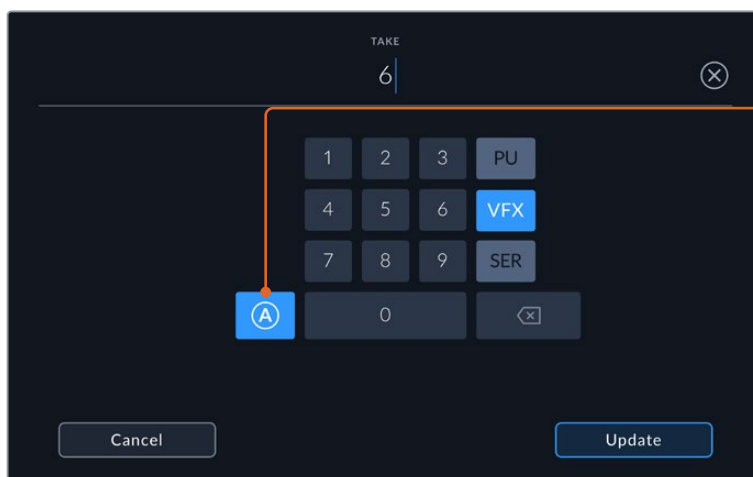 TAKE
6
1 2 3 PU
4 5 6 VFX
7 8 9 SER
A 0
Cancel Update